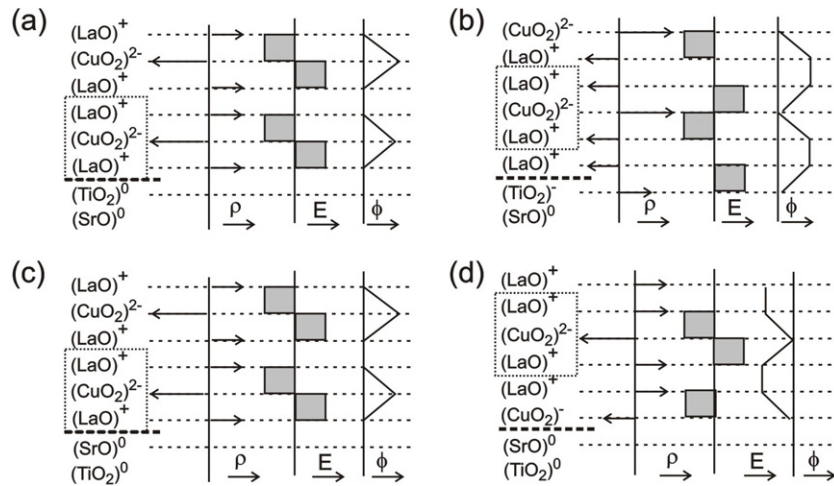 (a)
(LaO)⁺
(CuO₂)²⁻
(LaO)⁺
(LaO)⁺
(CuO₂)²⁻
(LaO)⁺
(TiO₂)⁰
(SrO)⁰
ρ E ϕ
(b)
(CuO₂)²⁻
(LaO)⁺
(LaO)⁺
(CuO₂)²⁻
(LaO)⁺
(LaO)⁺
(TiO₂)⁻
(SrO)⁰
ρ E ϕ
(c)
(LaO)⁺
(CuO₂)²⁻
(LaO)⁺
(LaO)⁺
(CuO₂)²⁻
(LaO)⁺
(SrO)⁰
(TiO₂)⁰
ρ E ϕ
(d)
(LaO)⁺
(LaO)⁺
(CuO₂)²⁻
(LaO)⁺
(LaO)⁺
(CuO₂)⁻
(SrO)⁰
(TiO₂)⁰
ρ E ϕ